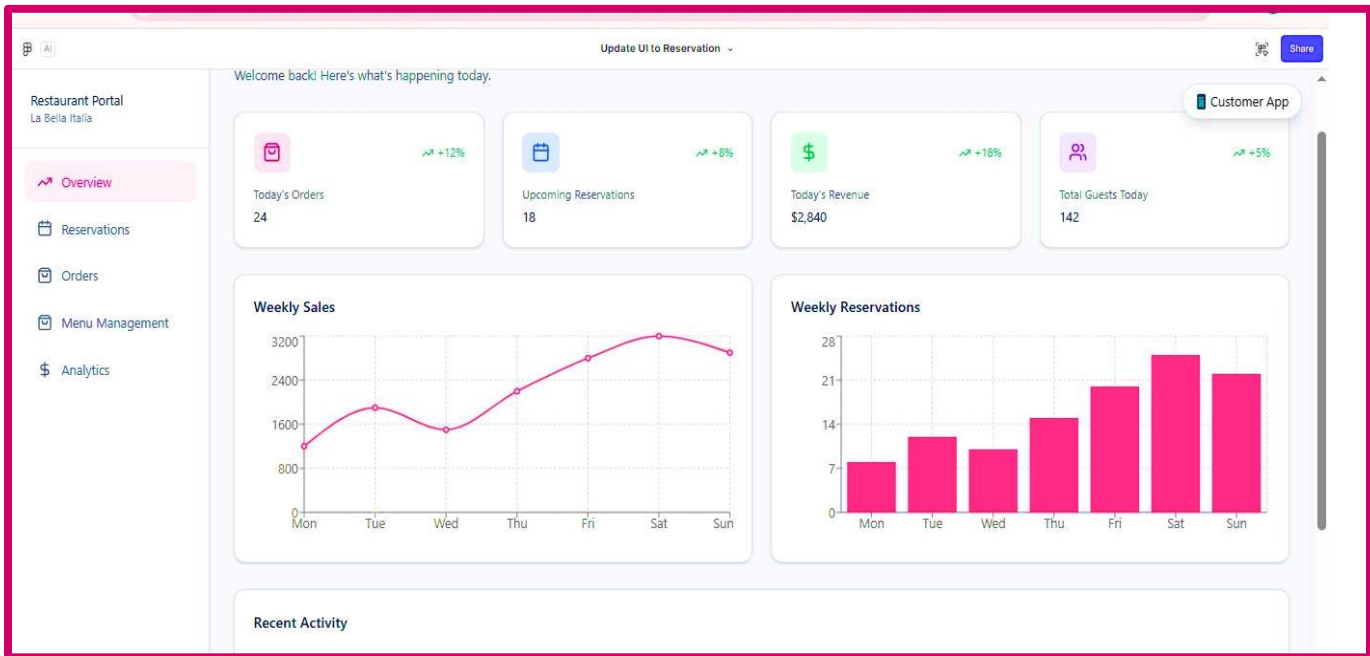 AI
Update UI to Reservation
Share
Restaurant Portal
La Bella Italia
Overview
Reservations
Orders
Menu Management
Analytics
Welcome back! Here's what's happening today.
Customer App
+12%
Today's Orders
24
+8%
Upcoming Reservations
18
+18%
$
Today's Revenue
$2,840
+5%
Total Guests Today
142
Weekly Sales
3200
2400
1600
800
0
Mon Tue Wed Thu Fri Sat Sun
Weekly Reservations
28
21
14
7
0
Mon Tue Wed Thu Fri Sat Sun
Recent Activity